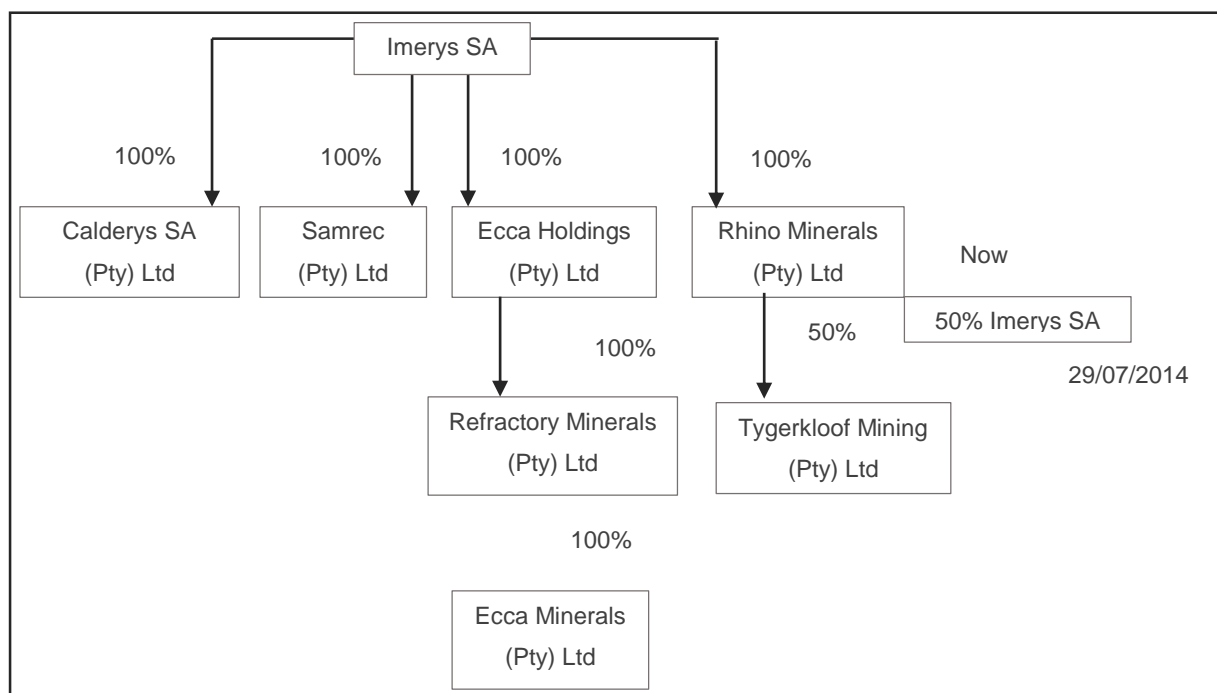 Imerys SA
100%
100%
100%
100%
Calderys SA
(Pty) Ltd
Samrec
(Pty) Ltd
Ecca Holdings
(Pty) Ltd
Rhino Minerals
(Pty) Ltd
Now
50% Imerys SA
29/07/2014
100%
50%
Refractory Minerals
(Pty) Ltd
Tygerkloof Mining
(Pty) Ltd
100%
Ecca Minerals
(Pty) Ltd